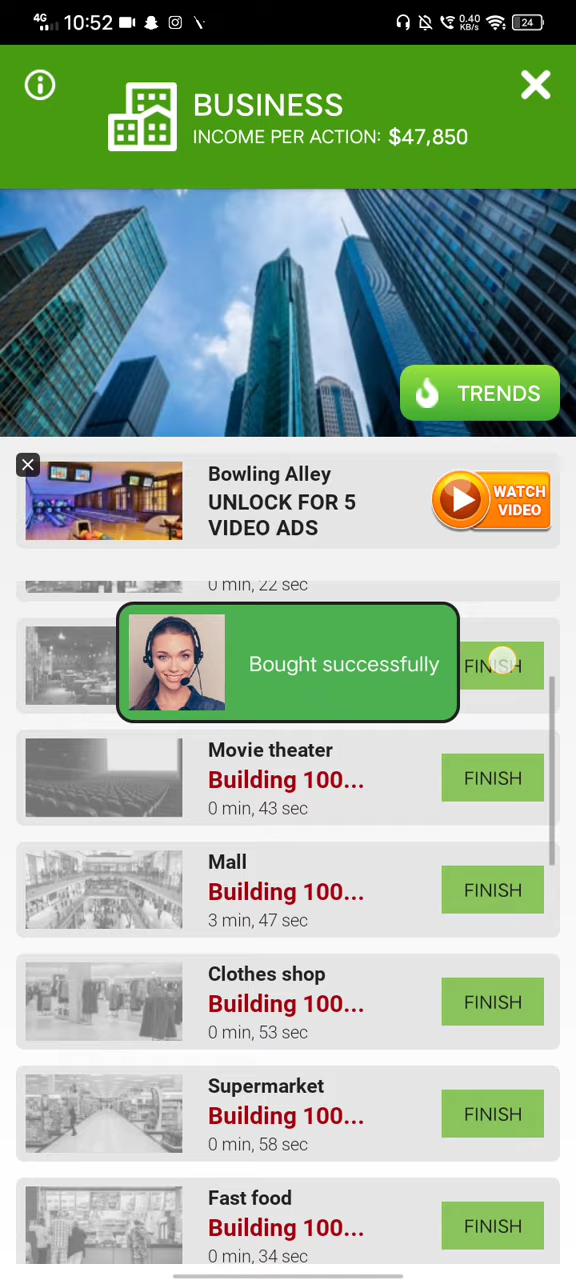 4G 10:52 0.40 KB/s 24
BUSINESS
INCOME PER ACTION: $47,850
TRENDS
Bowling Alley
UNLOCK FOR 5
VIDEO ADS
WATCH
VIDEO
0 min, 22 sec
Bought successfully
FINISH
Movie theater
Building 100...
0 min, 43 sec
FINISH
Mall
Building 100...
3 min, 47 sec
FINISH
Clothes shop
Building 100...
0 min, 53 sec
FINISH
Supermarket
Building 100...
0 min, 58 sec
FINISH
Fast food
Building 100...
0 min, 34 sec
FINISH